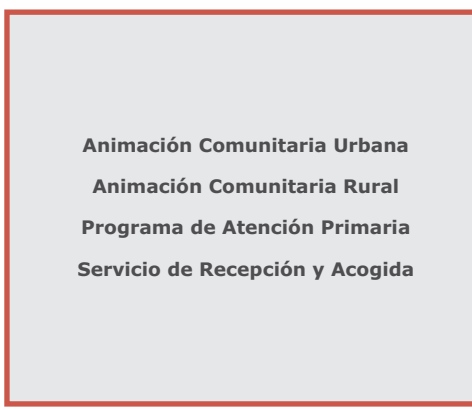 Animación Comunitaria Urbana
Animación Comunitaria Rural
Programa de Atención Primaria
Servicio de Recepción y Acogida